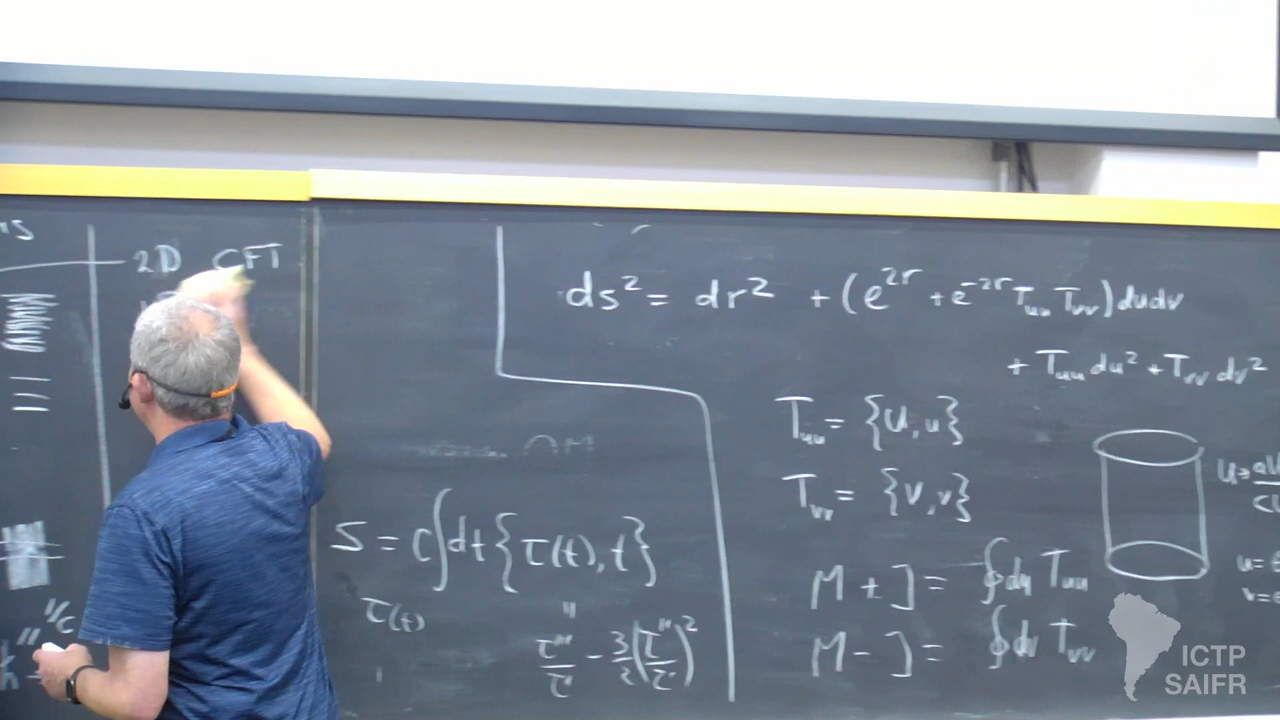 2D CFT
ds² = dr² + (e^{2r} + e^{-2r} T_{uu} T_{vv}) du dv
+ T_{uu} du² + T_{vv} dv²
T_{uu} = {U, u}
T_{vv} = {V, v}
S = C∫dt {τ(t), t}
τ(t)
"
τ'''/τ' - 3/2 (τ''/τ')²
M + J = ∮du T_{uu}
M - J = ∮dv T_{vv}
U →
u =
v =
"/c
ICTP
SAIFR